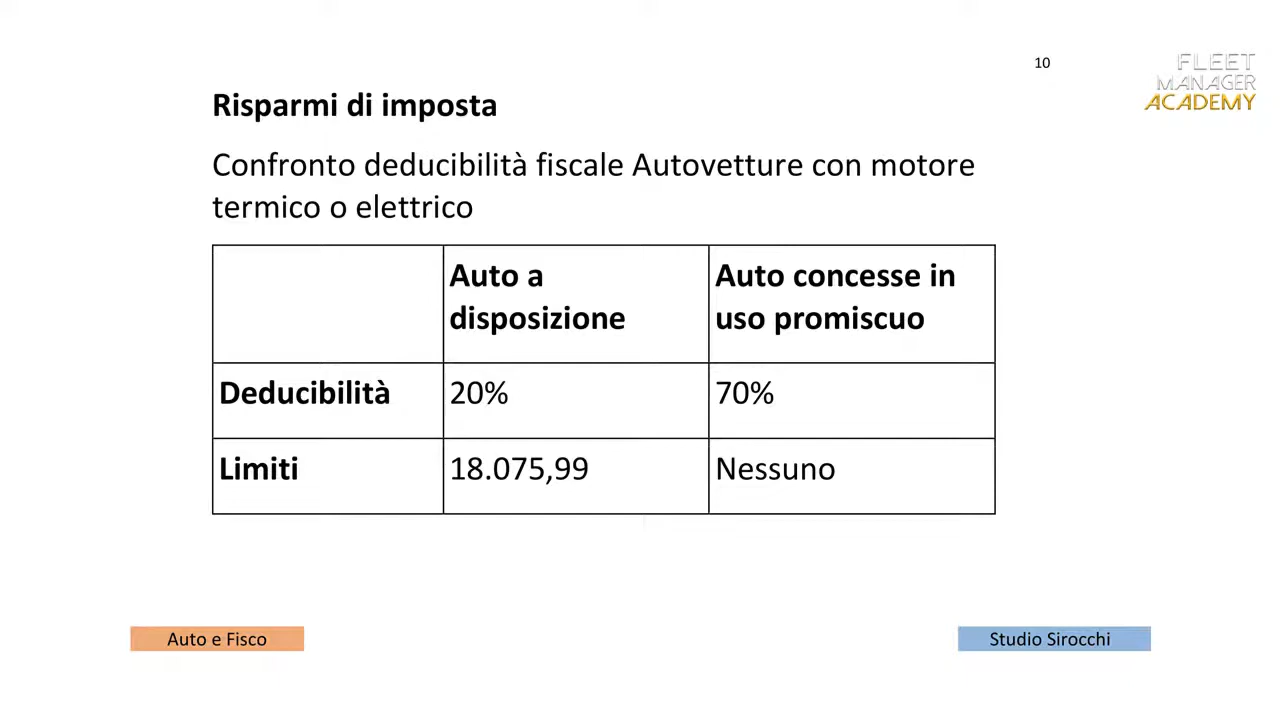 10
FLEET
MANAGER
ACADEMY
Risparmi di imposta
Confronto deducibilità fiscale Autovetture con motore
termico o elettrico
Auto a
disposizione
Auto concesse in
uso promiscuo
Deducibilità
20%
70%
Limiti
18.075,99
Nessuno
Auto e Fisco
Studio Sirocchi